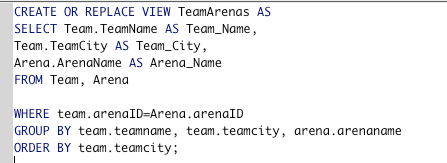 CREATE OR REPLACE VIEW TeamArenas AS
SELECT Team.TeamName AS Team_Name,
Team.TeamCity AS Team_City,
Arena.ArenaName AS Arena_Name
FROM Team, Arena
WHERE team.arenaID=Arena.arenaID
GROUP BY team.teamname, team.teamcity, arena.arenaname
ORDER BY team.teamcity;